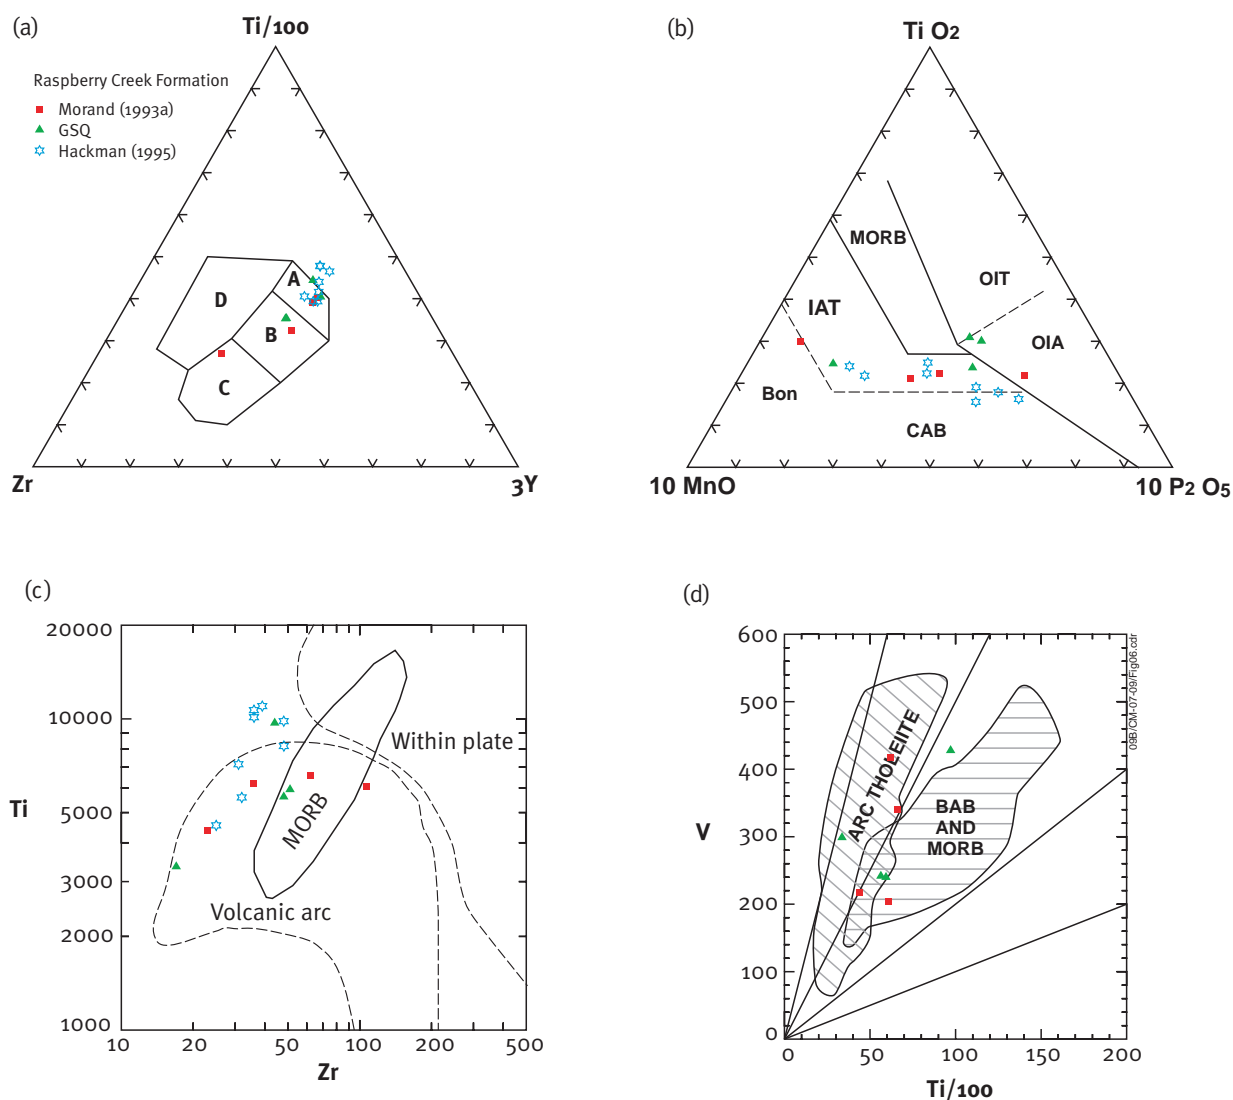 (a)
Ti/100
Raspberry Creek Formation
Morand (1993a)
GSQ
Hackman (1995)
A
D
B
C
Zr
3Y
(b)
Ti O2
MORB
OIT
IAT
OIA
Bon
CAB
10 MnO
10 P2 O5
(c)
20000
10000
5000
3000
2000
1000
Ti
Within plate
MORB
Volcanic arc
10
20
50
100
200
500
Zr
(d)
600
500
400
300
200
100
0
V
ARC THOLEIITE
BAB
AND
MORB
09B/CM-07-09/Fig06.cdr
0
50
100
150
200
Ti/100